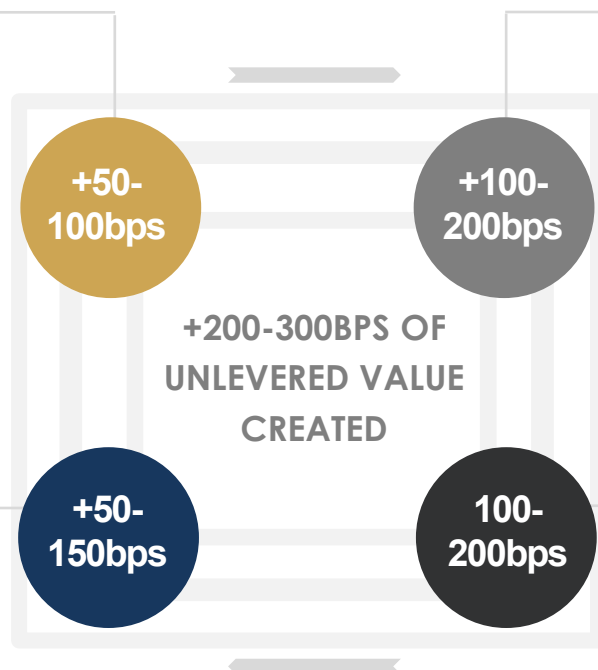 +50-
100bps
+100-
200bps
+200-300BPS OF
UNLEVERED VALUE
CREATED
+50-
150bps
100-
200bps